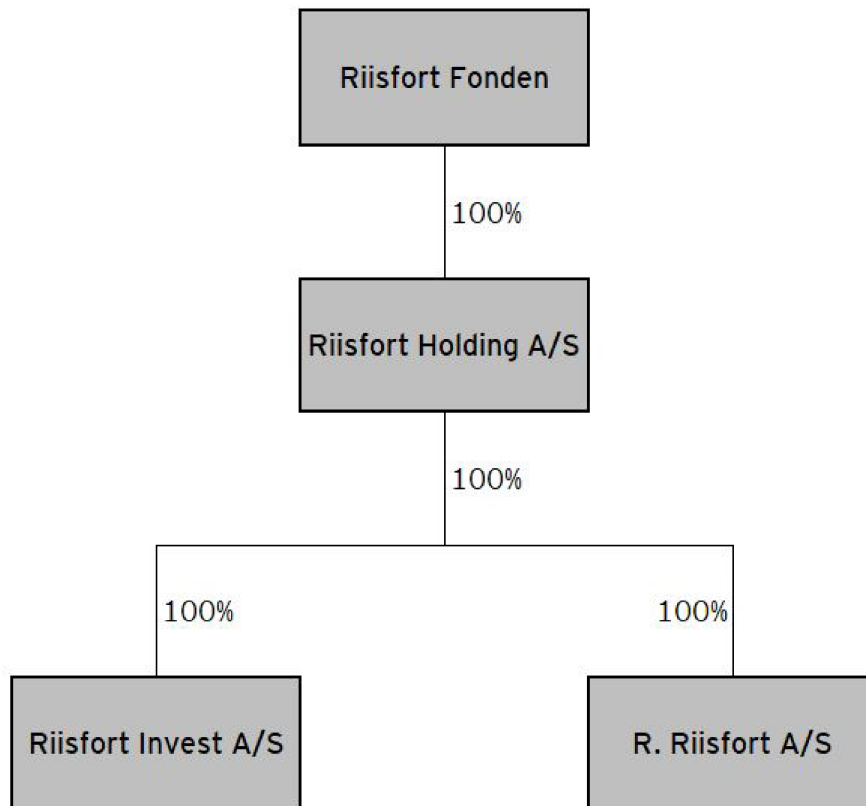 Riisfort Fonden
100%
Riisfort Holding A/S
100%
100%
100%
Riisfort Invest A/S
R. Riisfort A/S